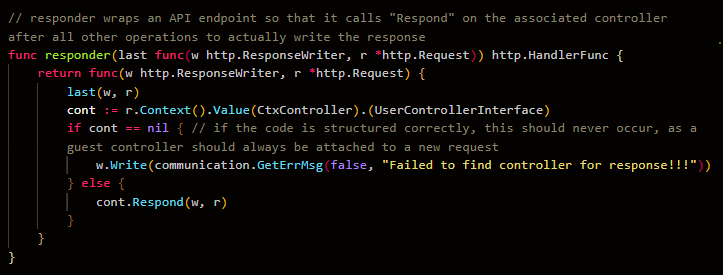 // responder wraps an API endpoint so that it calls "Respond" on the associated controller
after all other operations to actually write the response
func responder(last func(w http.ResponseWriter, r *http.Request)) http.HandlerFunc {
    return func(w http.ResponseWriter, r *http.Request) {
        last(w, r)
        cont := r.Context().Value(CtxController).(UserControllerInterface)
        if cont == nil { // if the code is structured correctly, this should never occur, as a
        guest controller should always be attached to a new request
            w.Write(communication.GetErrMsg(false, "Failed to find controller for response!!!"))
        } else {
            cont.Respond(w, r)
        }
    }
}